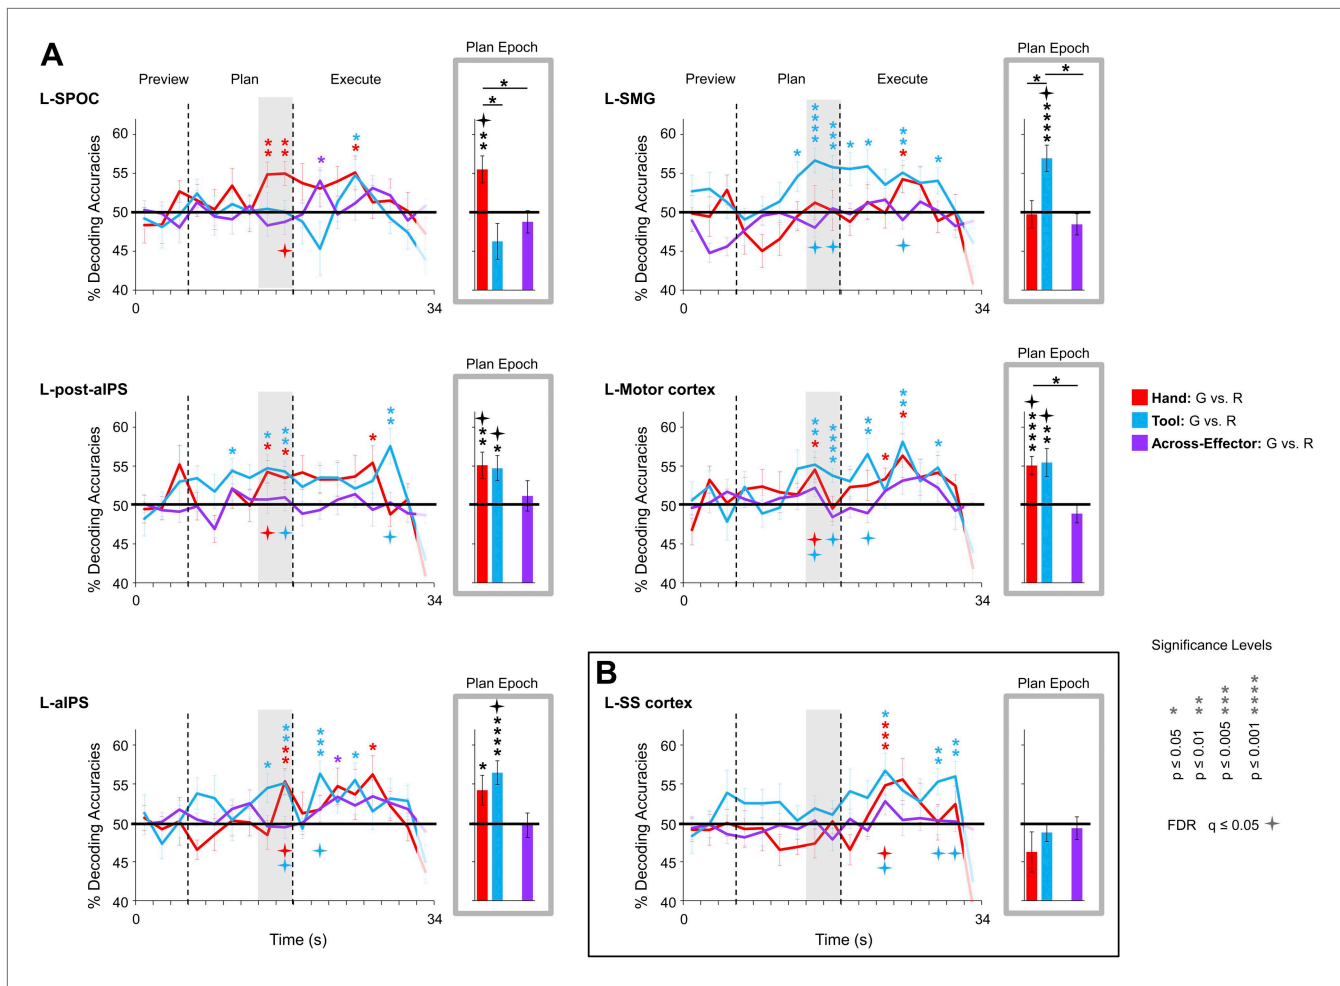 A
Plan Epoch
Preview Plan Execute
L-SPOC
% Decoding Accuracies
60
55
50
45
40
0 34
* *
** ** * * *
** *
Plan Epoch
Preview Plan Execute
L-SMG
% Decoding Accuracies
60
55
50
45
40
0 34
* *
* **** *** * * *** *
****
Plan Epoch
L-post-aIPS
% Decoding Accuracies
60
55
50
45
40
0 34
* ** *** * **
** *
Plan Epoch
L-Motor cortex
% Decoding Accuracies
60
55
50
45
40
0 34
*
*** **** ** * *** *
**** **
Hand: G vs. R
Tool: G vs. R
Across-Effector: G vs. R
Plan Epoch
L-aIPS
% Decoding Accuracies
60
55
50
45
40
0 34
Time (s)
* **** *** * * *
* ****
B
Plan Epoch
L-SS cortex
% Decoding Accuracies
60
55
50
45
40
0 34
Time (s)
**** ** **
Significance Levels
* ** *** ****
p ≤ 0.05
p ≤ 0.01
p ≤ 0.005
p ≤ 0.001
FDR q ≤ 0.05